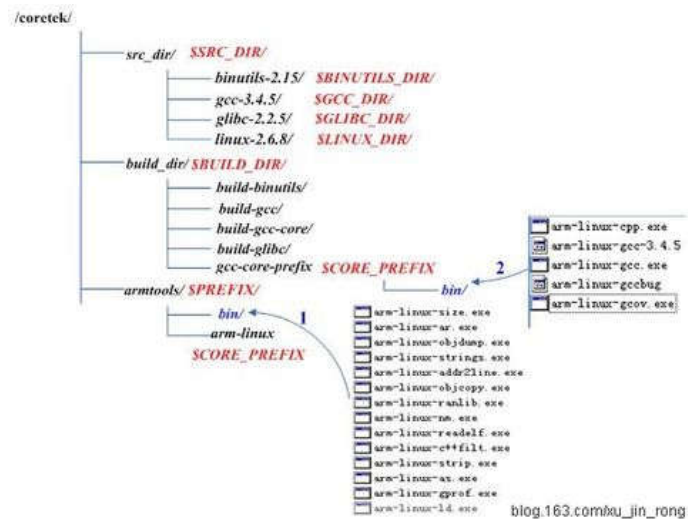 /coretek/
src_dir/ $SRC_DIR/
binutils-2.15/ $BINUTILS_DIR/
gcc-3.4.5/ $GCC_DIR/
glibc-2.2.5/ $GLIBC_DIR/
linux-2.6.8/ $LINUX_DIR/
build_dir/ $BUILD_DIR/
build-binutils/
build-gcc/
build-gcc-core/
build-glibc/
gcc-core-prefix $CORE_PREFIX
bin/
2
arm-linux-cpp.exe
arm-linux-gcc-3.4.5
arm-linux-gcc.exe
arm-linux-gccbug
arm-linux-gcov.exe
armtools/ $PREFIX/
bin/
1
arm-linux
$CORE_PREFIX
arm-linux-size.exe
arm-linux-ar.exe
arm-linux-objdump.exe
arm-linux-strings.exe
arm-linux-addr2line.exe
arm-linux-objcopy.exe
arm-linux-ranlib.exe
arm-linux-nm.exe
arm-linux-readelf.exe
arm-linux-c++filt.exe
arm-linux-strip.exe
arm-linux-as.exe
arm-linux-gprof.exe
arm-linux-ld.exe
blog.163.com/xu_jin_rong